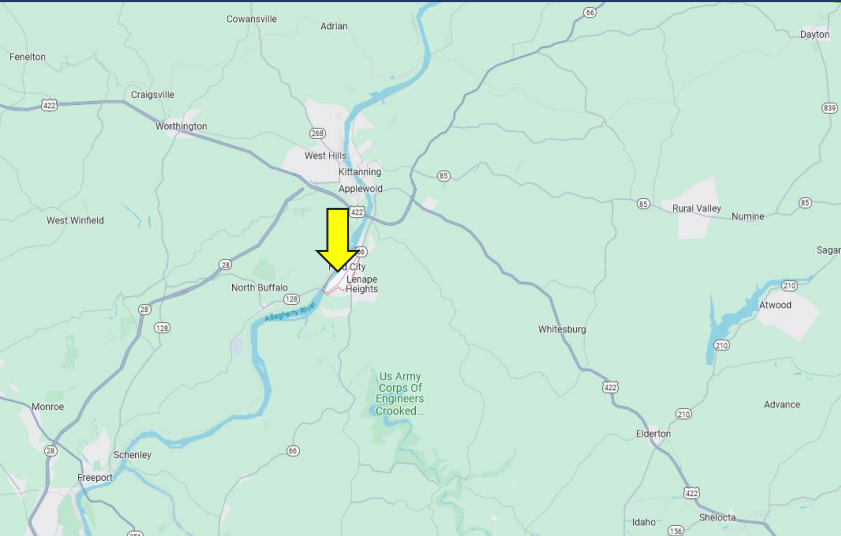 Cowansville
Adrian
66
Dayton
Fenelton
Craigsville
422
839
Worthington
268
West Hills
Kittanning
85
Applewold
85
Rural Valley
85
Numine
422
West Winfield
Sagar
28
City
Lenape
Heights
North Buffalo
128
210
Atwood
28
Allegheny River
128
Whitesburg
210
Us Army
Corps Of
Engineers
Crooked...
422
Monroe
210
Advance
Elderton
28
66
Schenley
Freeport
422
Shelocta
Idaho
156